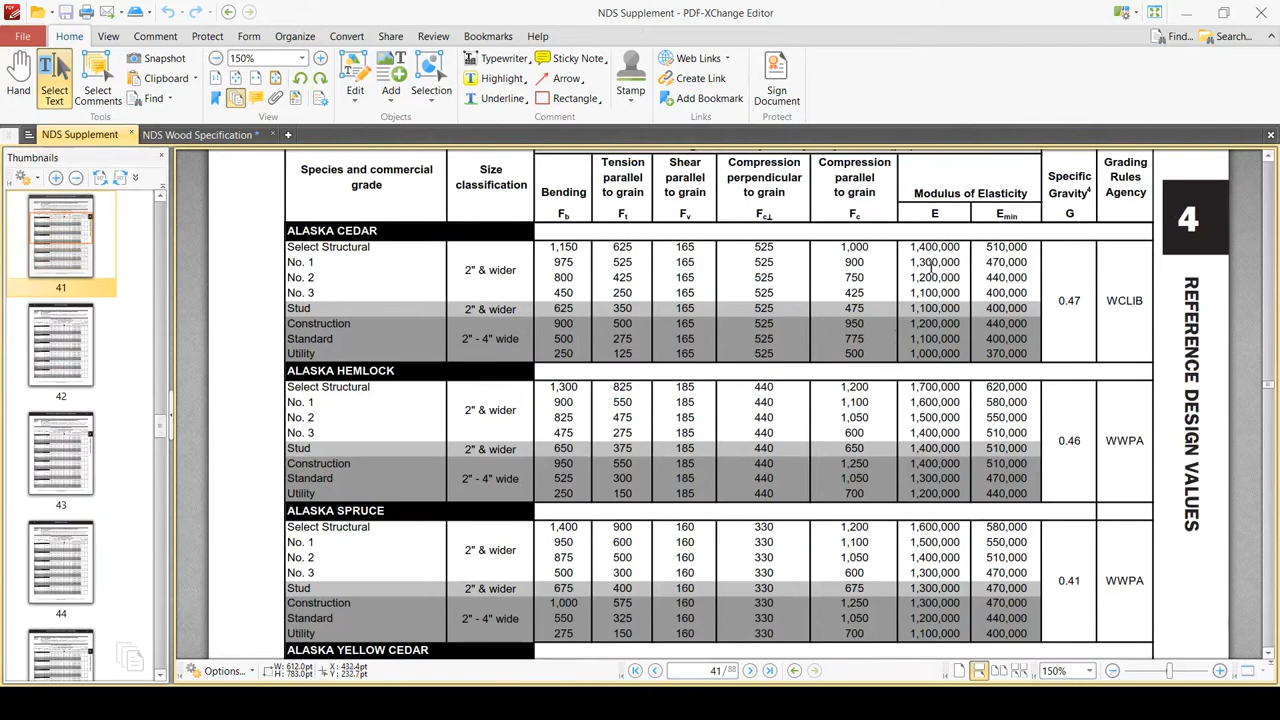 NDS Supplement - PDF-XChange Editor
File Home View Comment Protect Form Organize Convert Share Review Bookmarks Help
Find... Search...
Hand
Select Text
Select Comments
Snapshot
Clipboard
Find
Tools
150%
View
Edit
Add
Selection
Objects
Typewriter
Highlight
Underline
Sticky Note
Arrow
Rectangle
Stamp
Comment
Web Links
Create Link
Add Bookmark
Links
Sign Document
Protect
NDS Supplement NDS Wood Specification *
Thumbnails
41
42
43
44
Species and commercial grade Size classification Bending Tension parallel to grain Shear parallel to grain Compression perpendicular to grain Compression parallel to grain Modulus of Elasticity Specific Gravity4 Grading Rules Agency
Fb Ft Fv Fc⊥ Fc E Emin G
ALASKA CEDAR
Select Structural 1,150 625 165 525 1,000 1,400,000 510,000
No. 1 975 525 165 525 900 1,300,000 470,000
2" & wider
No. 2 800 425 165 525 750 1,200,000 440,000
No. 3 450 250 165 525 425 1,100,000 400,000
0.47 WCLIB
Stud 2" & wider 625 350 165 525 475 1,100,000 400,000
Construction 900 500 165 525 950 1,200,000 440,000
Standard 2" - 4" wide 500 275 165 525 775 1,100,000 400,000
Utility 250 125 165 525 500 1,000,000 370,000
ALASKA HEMLOCK
Select Structural 1,300 825 185 440 1,200 1,700,000 620,000
No. 1 900 550 185 440 1,100 1,600,000 580,000
2" & wider
No. 2 825 475 185 440 1,050 1,500,000 550,000
No. 3 475 275 185 440 600 1,400,000 510,000
0.46 WWPA
Stud 2" & wider 650 375 185 440 650 1,400,000 510,000
Construction 950 550 185 440 1,250 1,400,000 510,000
Standard 2" - 4" wide 525 300 185 440 1,050 1,300,000 470,000
Utility 250 150 185 440 700 1,200,000 440,000
ALASKA SPRUCE
Select Structural 1,400 900 160 330 1,200 1,600,000 580,000
No. 1 950 600 160 330 1,100 1,500,000 550,000
2" & wider
No. 2 875 500 160 330 1,050 1,400,000 510,000
No. 3 500 300 160 330 600 1,300,000 470,000
0.41 WWPA
Stud 2" & wider 675 400 160 330 675 1,300,000 470,000
Construction 1,000 575 160 330 1,250 1,300,000 470,000
Standard 2" - 4" wide 550 325 160 330 1,050 1,200,000 440,000
Utility 275 150 160 330 700 1,100,000 400,000
ALASKA YELLOW CEDAR
4
REFERENCE DESIGN VALUES
Options...
W: 612.0pt
H: 783.0pt
X: 432.4pt
Y: 232.7pt
41 / 88
150%